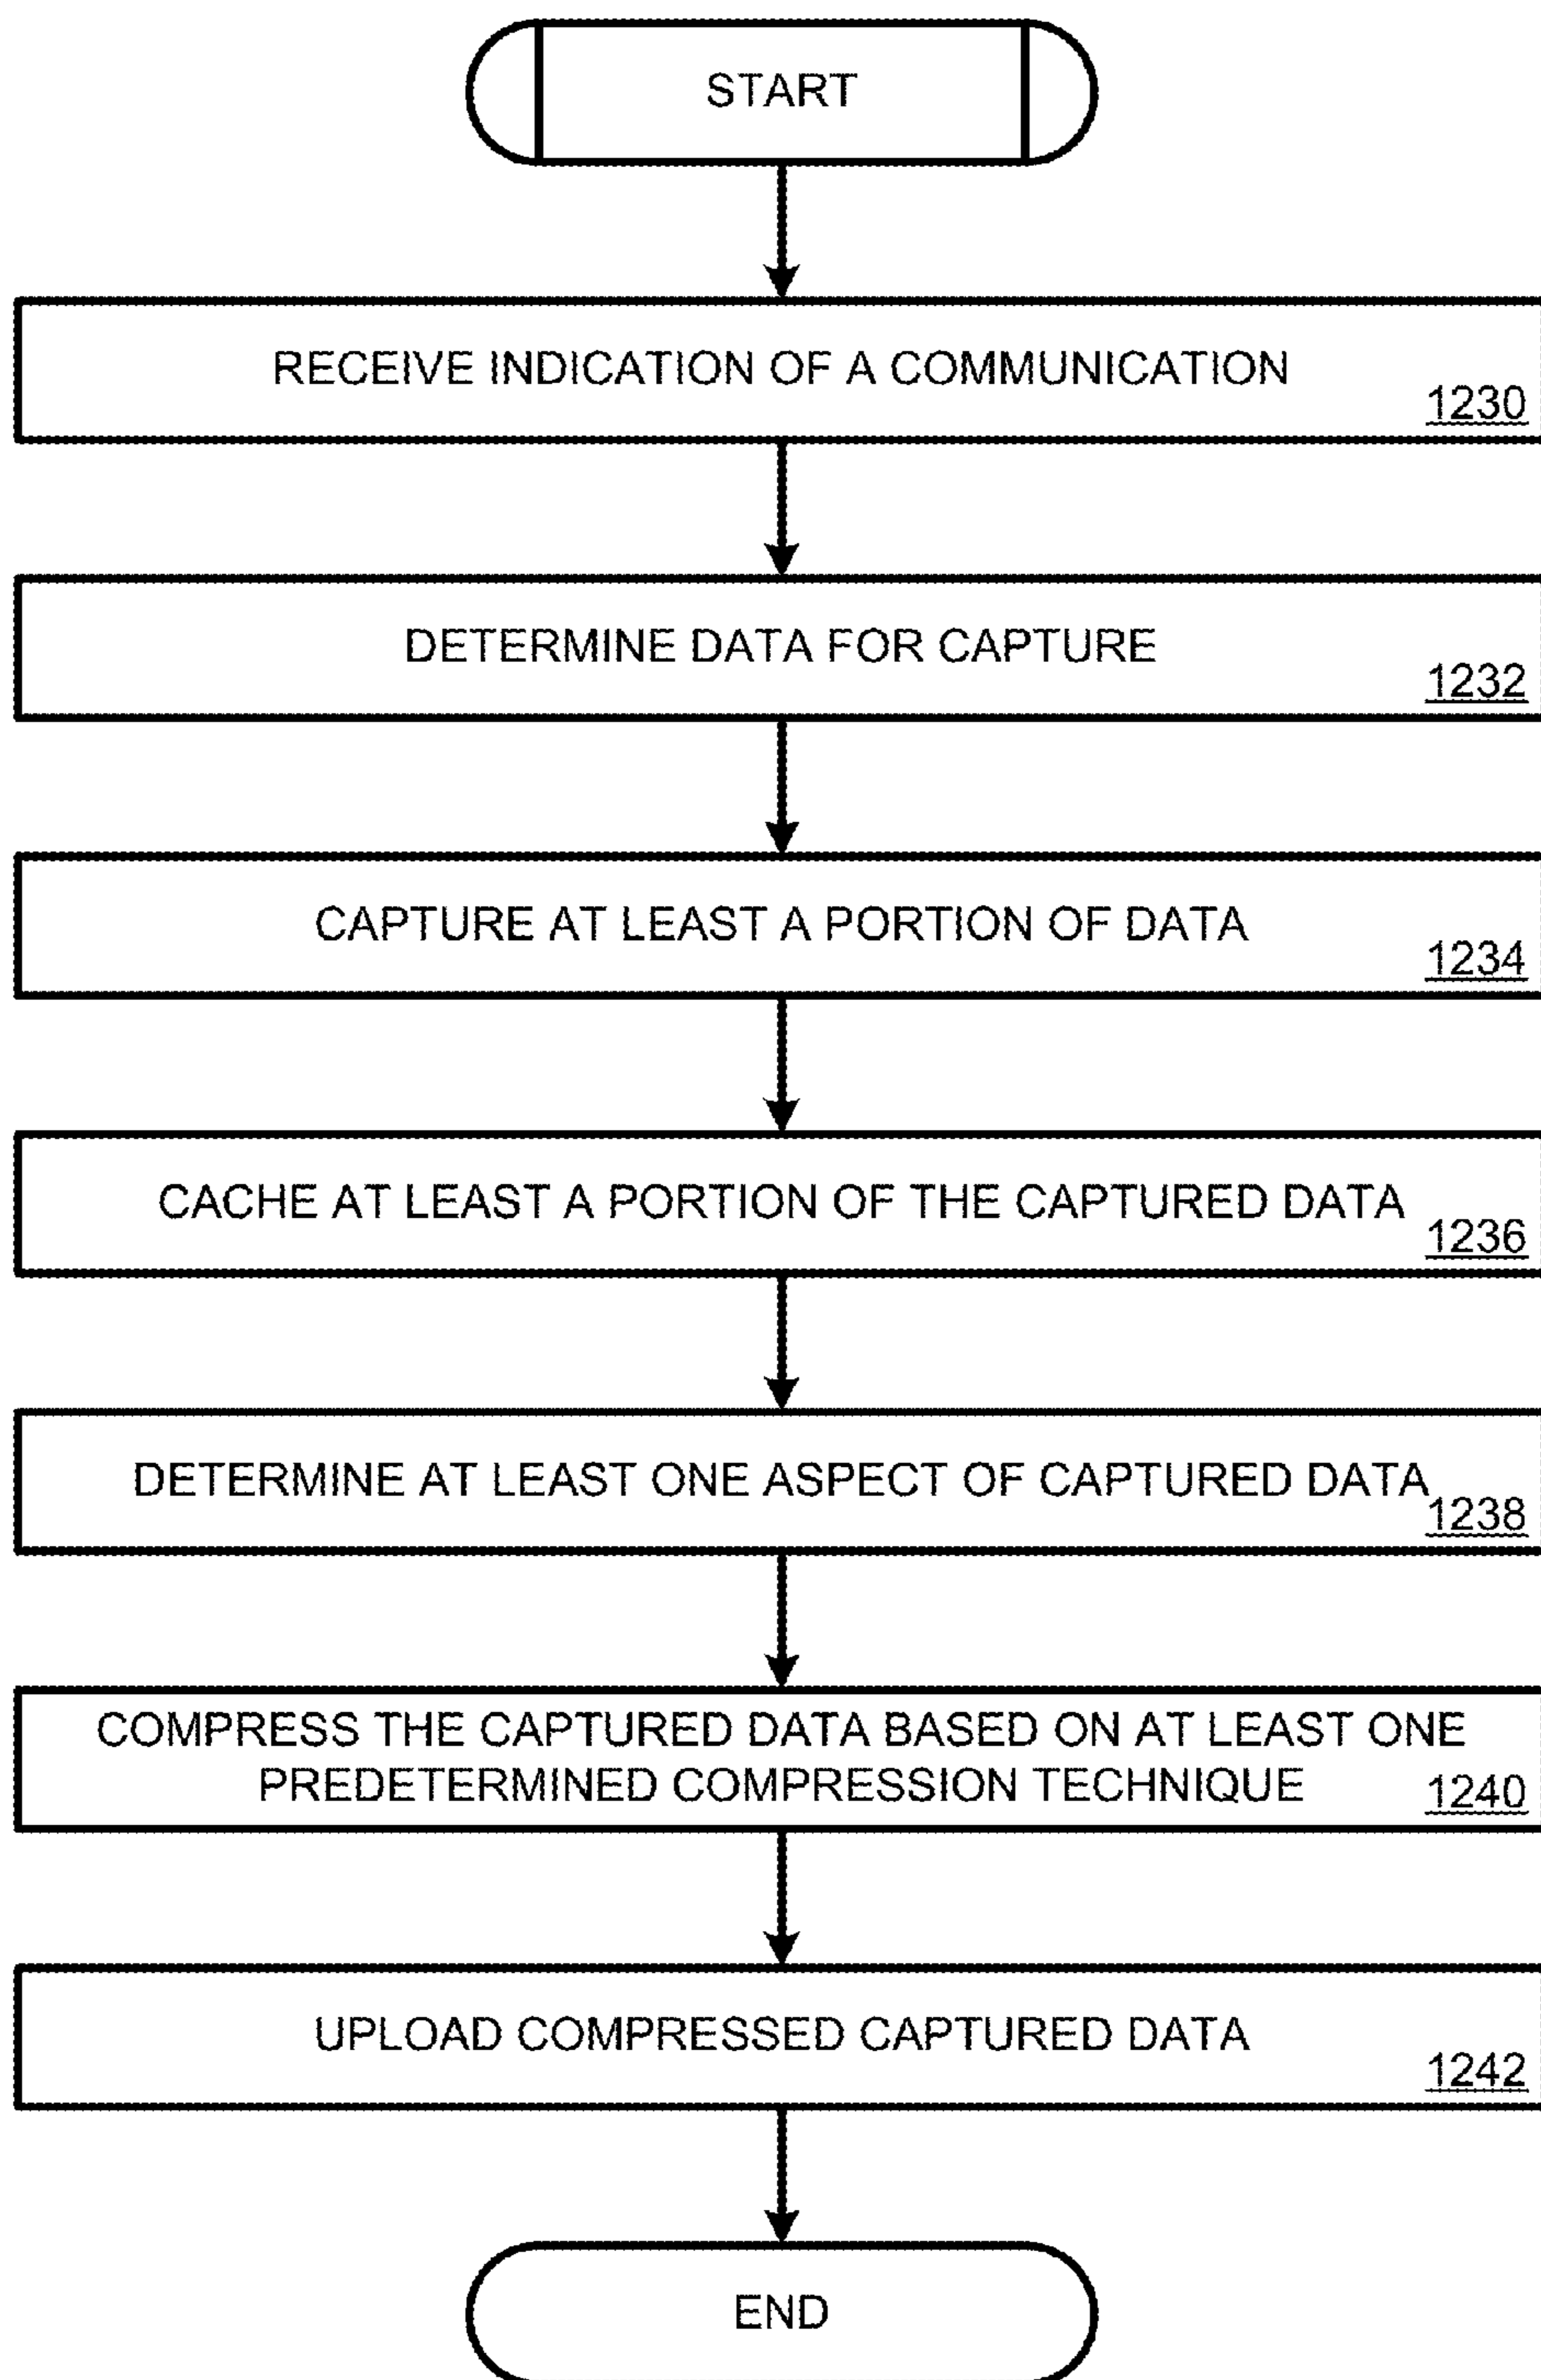 START
RECEIVE INDICATION OF A COMMUNICATION
1230
DETERMINE DATA FOR CAPTURE
1232
CAPTURE AT LEAST A PORTION OF DATA
1234
CACHE AT LEAST A PORTION OF THE CAPTURED DATA
1236
DETERMINE AT LEAST ONE ASPECT OF CAPTURED DATA
1238
COMPRESS THE CAPTURED DATA BASED ON AT LEAST ONE
PREDETERMINED COMPRESSION TECHNIQUE
1240
UPLOAD COMPRESSED CAPTURED DATA
1242
END